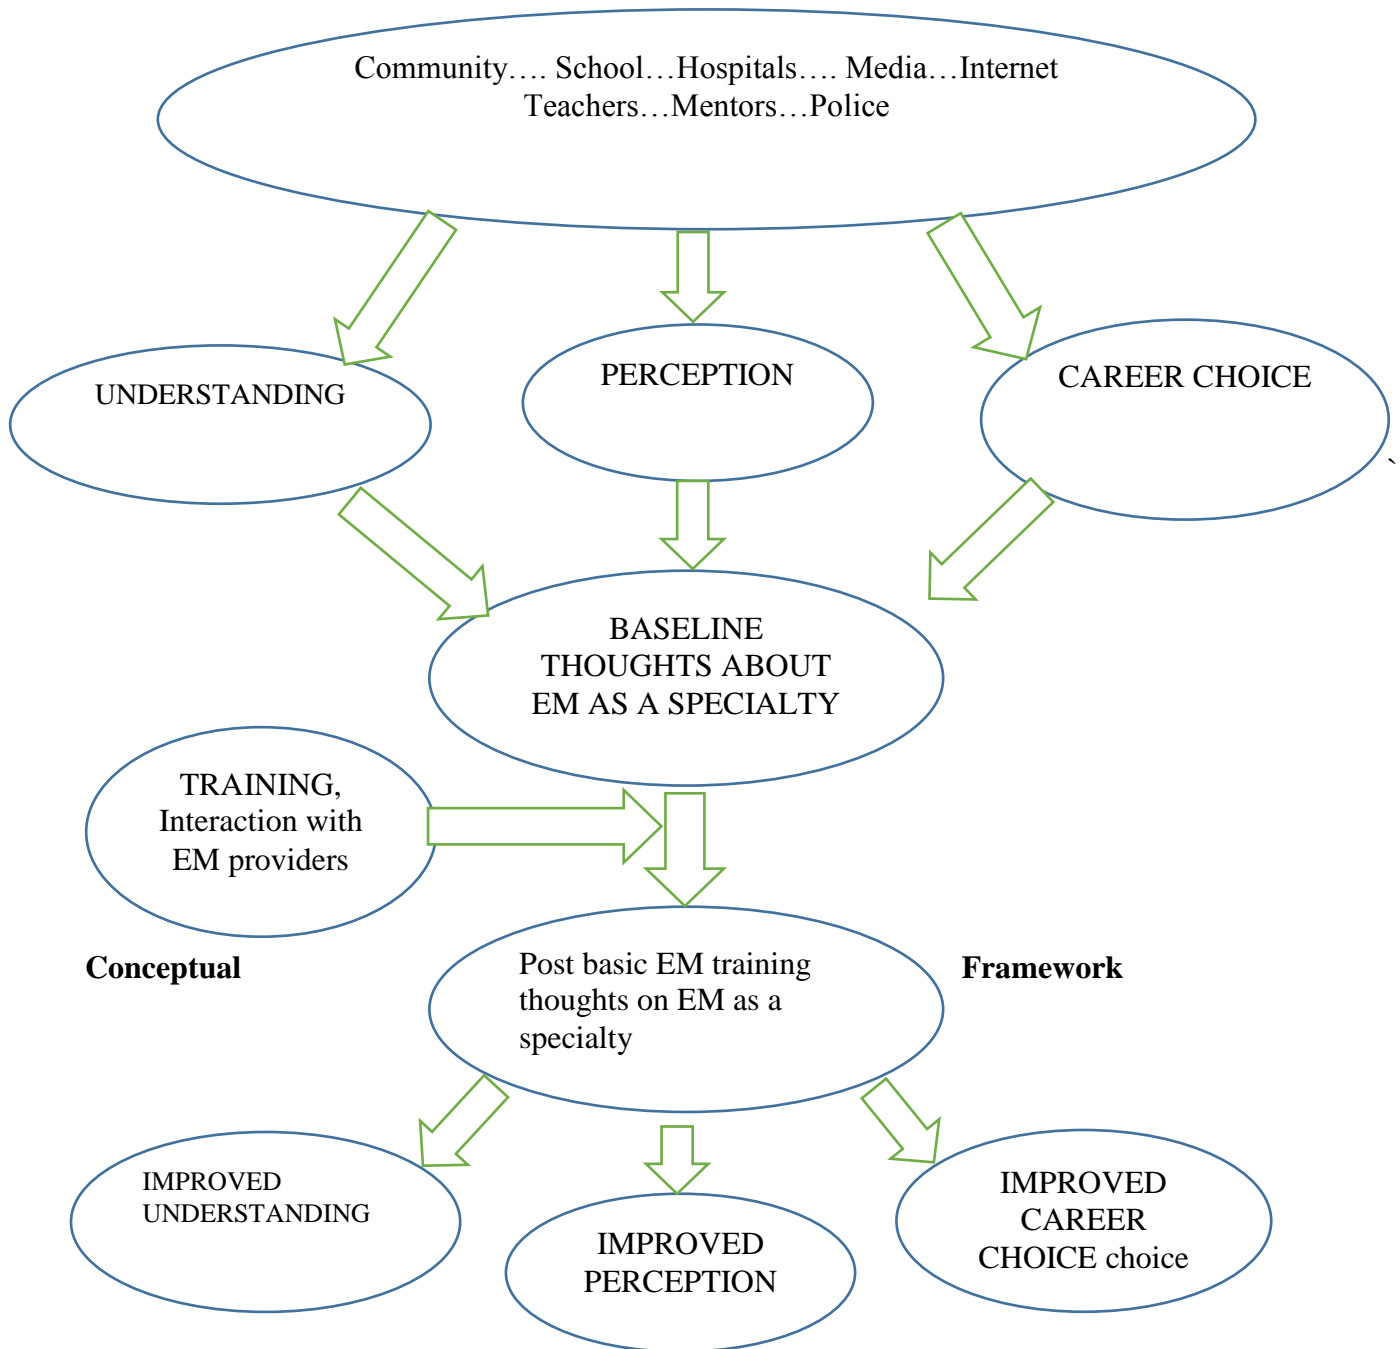 Community…. School…Hospitals…. Media…Internet
Teachers…Mentors…Police
UNDERSTANDING
PERCEPTION
CAREER CHOICE
`
BASELINE
THOUGHTS ABOUT
EM AS A SPECIALTY
TRAINING,
Interaction with
EM providers
Conceptual
Post basic EM training
thoughts on EM as a
specialty
Framework
IMPROVED
UNDERSTANDING
IMPROVED
PERCEPTION
IMPROVED
CAREER
CHOICE choice